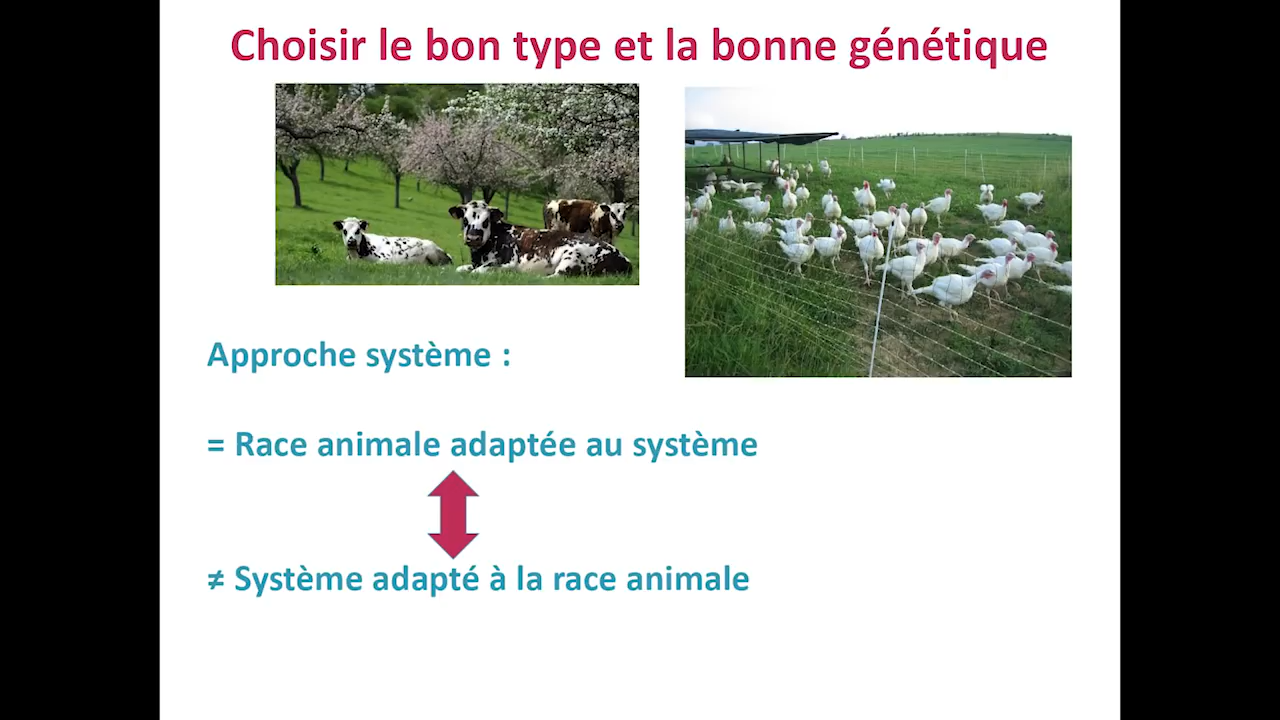 Choisir le bon type et la bonne génétique
Approche système :
= Race animale adaptée au système
≠ Système adapté à la race animale